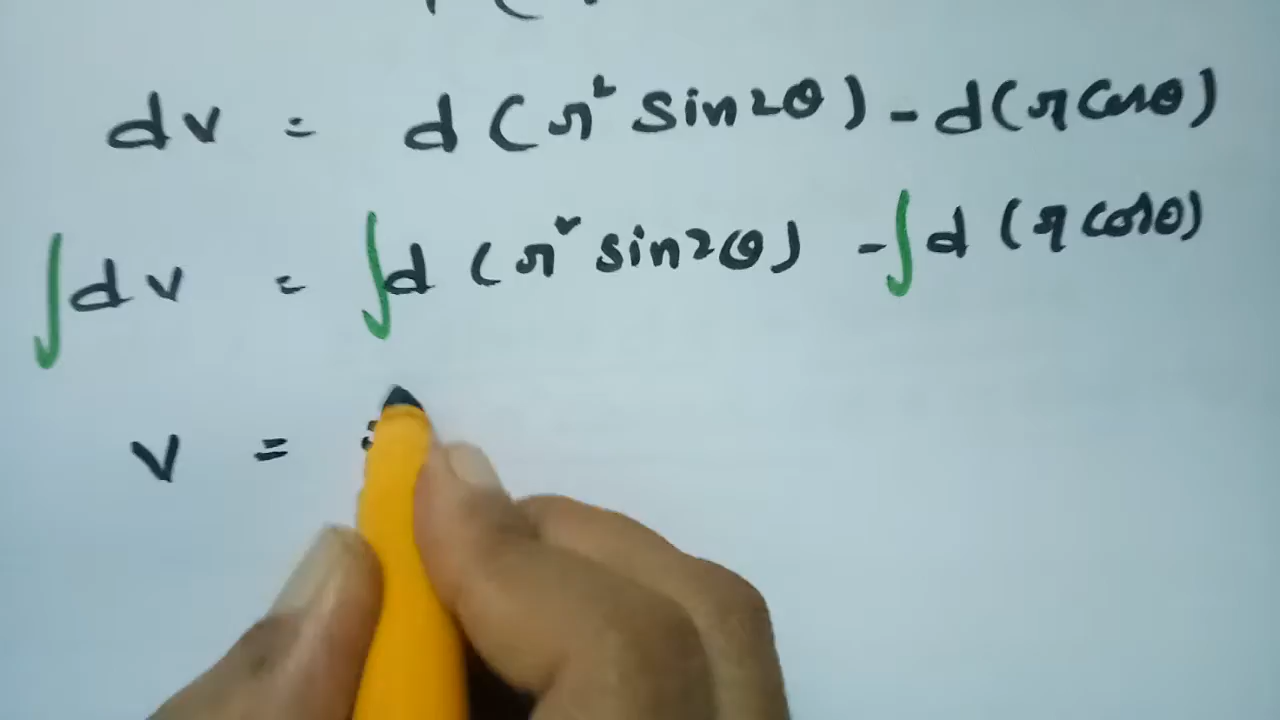 dv = d(r² sin2θ) - d(r cosθ)
∫dv = ∫d(r² sin2θ) - ∫d(r cosθ)
v =